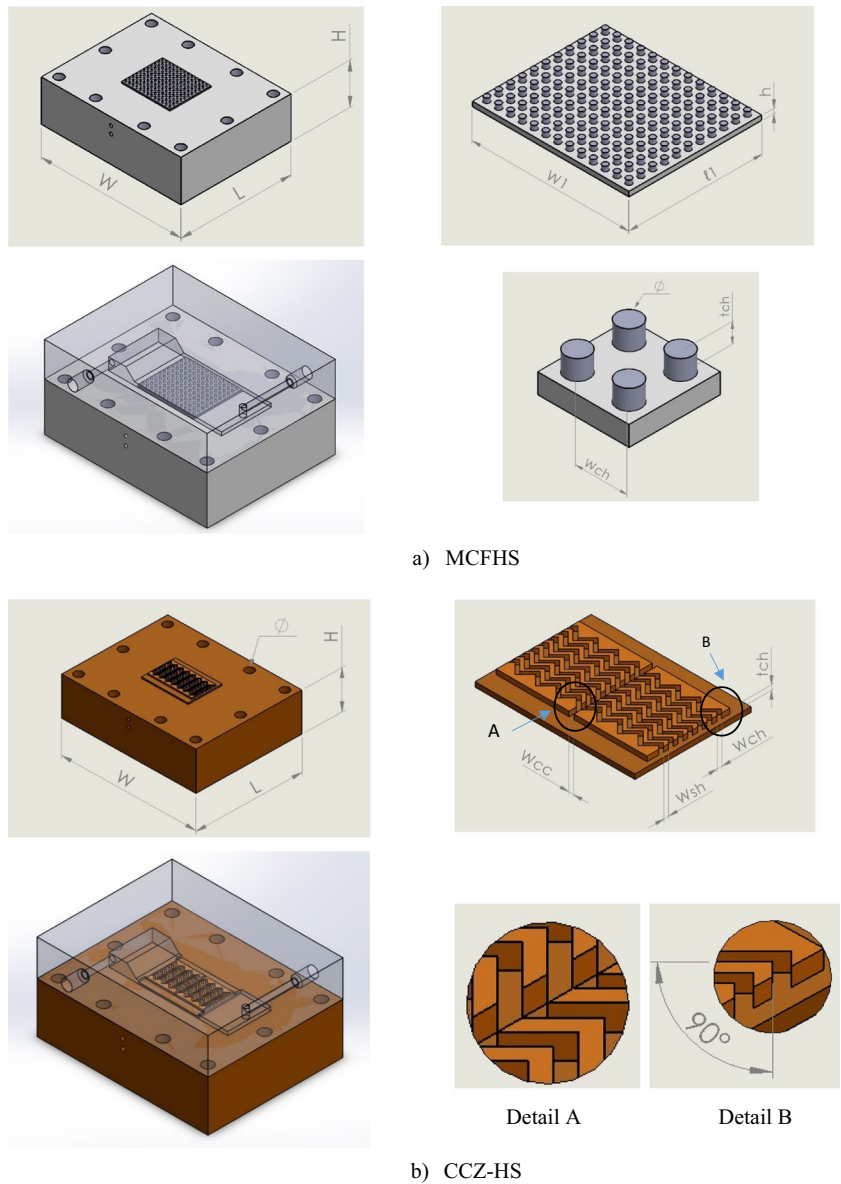 H
W
L
h
W1
ℓ1
Ø
tch
Wch
a) MCFHS
Ø
H
W
L
B
tch
A
Wcc
Wsh
Wch
90°
Detail A
Detail B
b) CCZ-HS